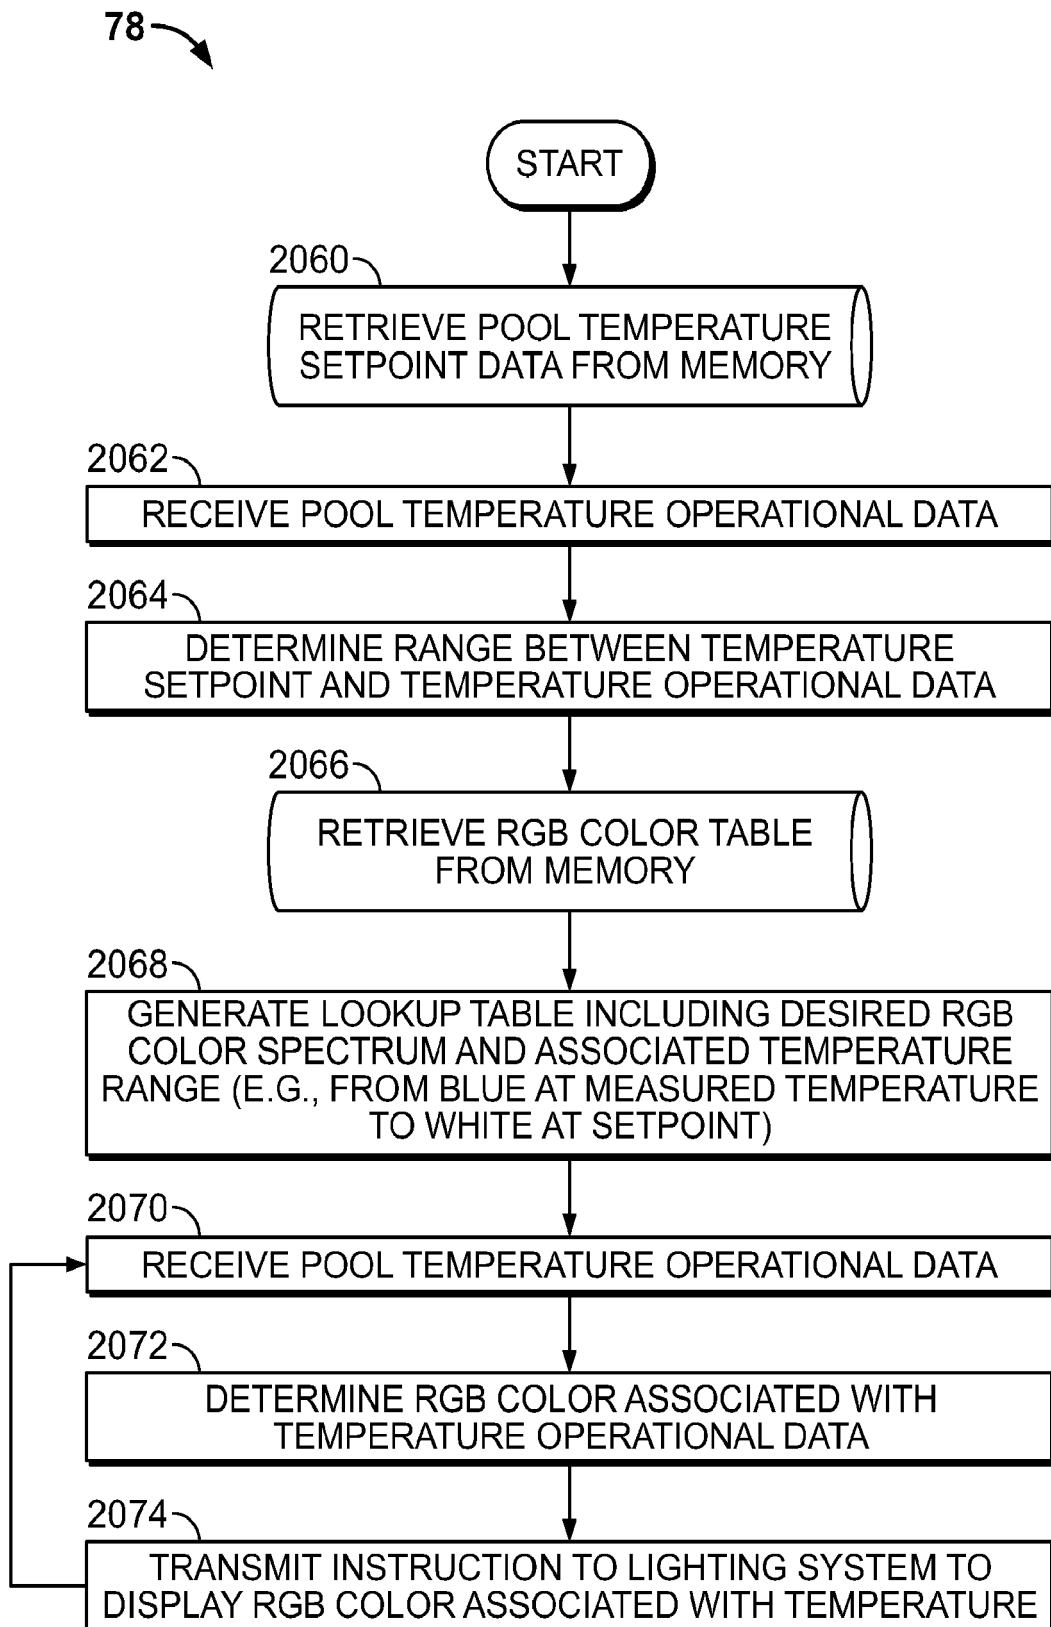 78
START
2060
RETRIEVE POOL TEMPERATURE
SETPOINT DATA FROM MEMORY
2062
RECEIVE POOL TEMPERATURE OPERATIONAL DATA
2064
DETERMINE RANGE BETWEEN TEMPERATURE
SETPOINT AND TEMPERATURE OPERATIONAL DATA
2066
RETRIEVE RGB COLOR TABLE
FROM MEMORY
2068
GENERATE LOOKUP TABLE INCLUDING DESIRED RGB
COLOR SPECTRUM AND ASSOCIATED TEMPERATURE
RANGE (E.G., FROM BLUE AT MEASURED TEMPERATURE
TO WHITE AT SETPOINT)
2070
RECEIVE POOL TEMPERATURE OPERATIONAL DATA
2072
DETERMINE RGB COLOR ASSOCIATED WITH
TEMPERATURE OPERATIONAL DATA
2074
TRANSMIT INSTRUCTION TO LIGHTING SYSTEM TO
DISPLAY RGB COLOR ASSOCIATED WITH TEMPERATURE